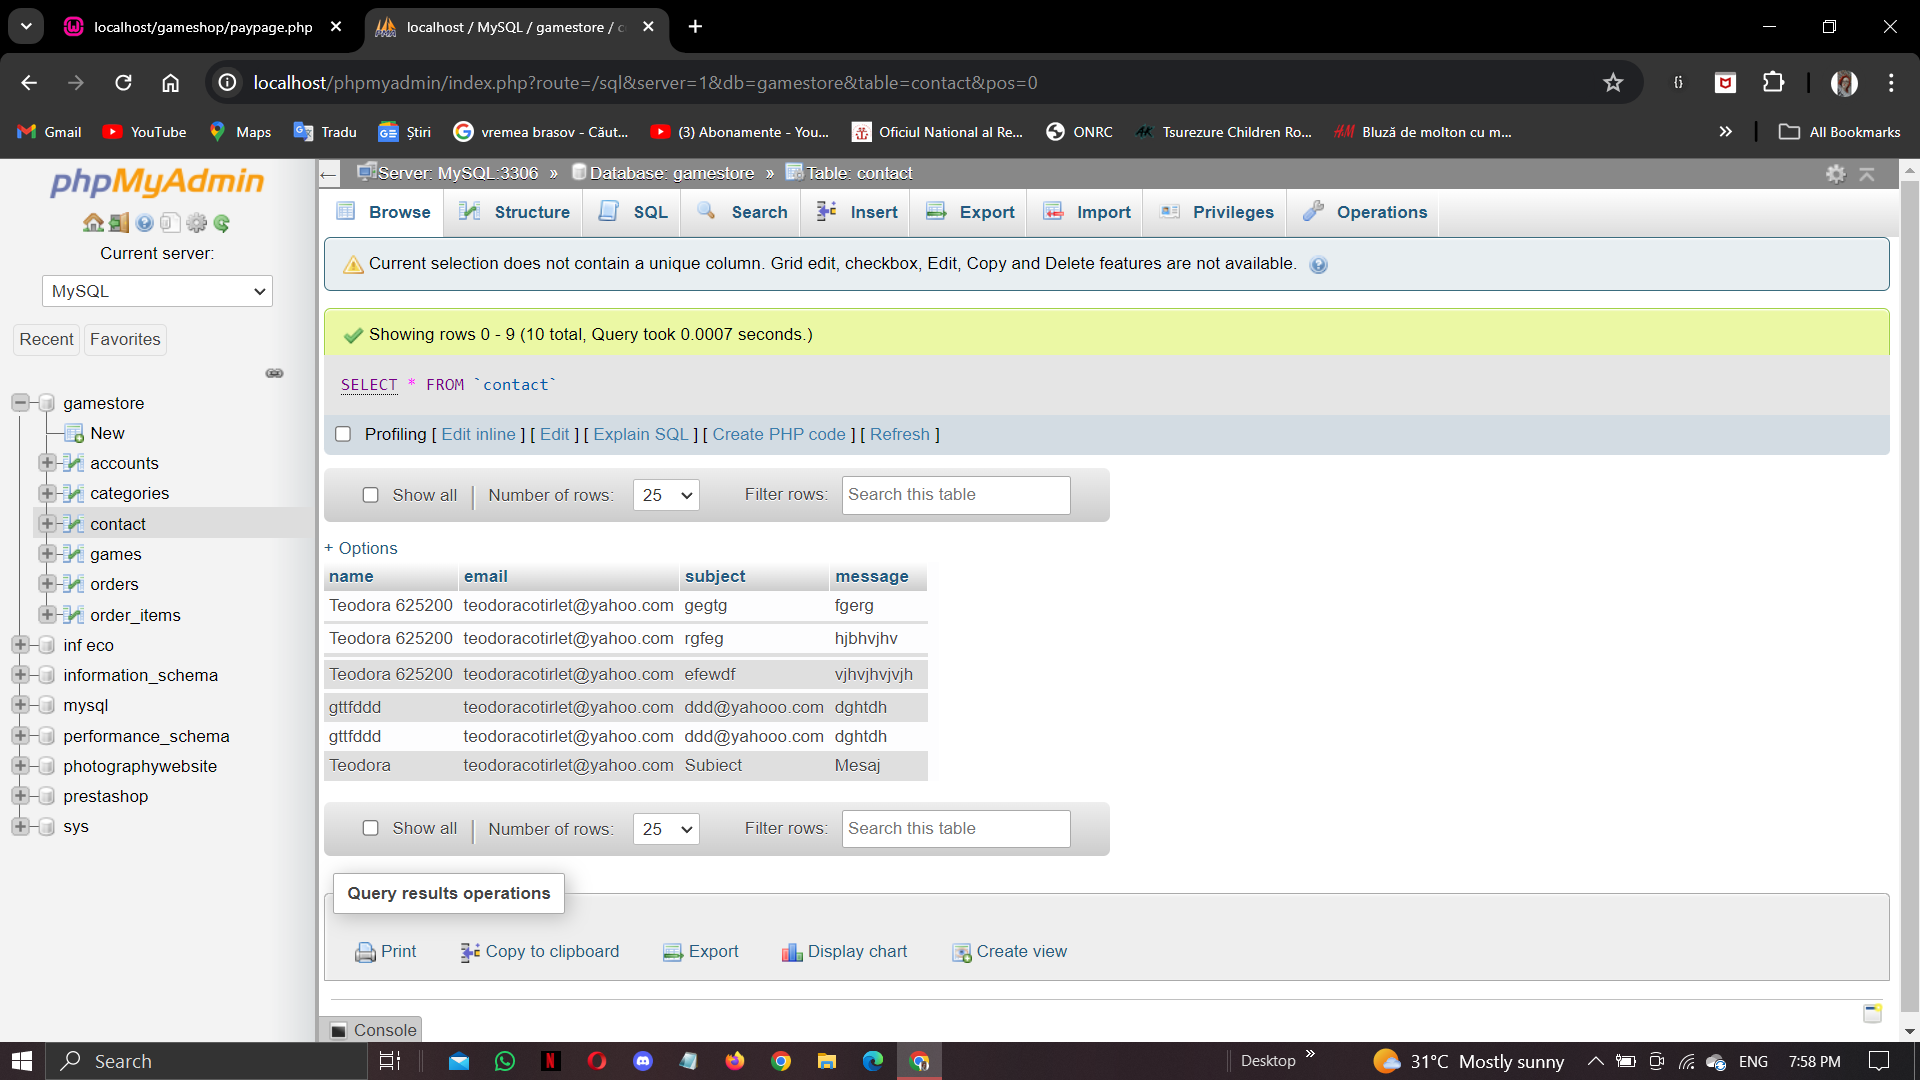 localhost/gameshop/paypage.php
localhost / MySQL / gamestore / c
localhost/phpmyadmin/index.php?route=/sql&server=1&db=gamestore&table=contact&pos=0
Gmail YouTube Maps Tradu Știri vremea brasov - Căut... (3) Abonamente - You... Oficiul National al Re... ONRC Tsurezure Children Ro... Bluză de molton cu m... » All Bookmarks
phpMyAdmin
Current server:
MySQL
Recent Favorites
gamestore
New
accounts
categories
contact
games
orders
order_items
inf eco
information_schema
mysql
performance_schema
photographywebsite
prestashop
sys
Server: MySQL:3306 » Database: gamestore » Table: contact
Browse Structure SQL Search Insert Export Import Privileges Operations
Current selection does not contain a unique column. Grid edit, checkbox, Edit, Copy and Delete features are not available.
Showing rows 0 - 9 (10 total, Query took 0.0007 seconds.)
SELECT * FROM `contact`
Profiling [ Edit inline ] [ Edit ] [ Explain SQL ] [ Create PHP code ] [ Refresh ]
Show all | Number of rows: 25 Filter rows: Search this table
+ Options
name email subject message
Teodora 625200 teodoracotirlet@yahoo.com gegtg fgerg
Teodora 625200 teodoracotirlet@yahoo.com rgfeg hjbhvjhv
Teodora 625200 teodoracotirlet@yahoo.com efewdf vjhvjhvjvjh
gttfddd teodoracotirlet@yahoo.com ddd@yahooo.com dghtdh
gttfddd teodoracotirlet@yahoo.com ddd@yahooo.com dghtdh
Teodora teodoracotirlet@yahoo.com Subiect Mesaj
Show all | Number of rows: 25 Filter rows: Search this table
Query results operations
Print Copy to clipboard Export Display chart Create view
Console
Search Desktop » 31°C Mostly sunny ENG 7:58 PM